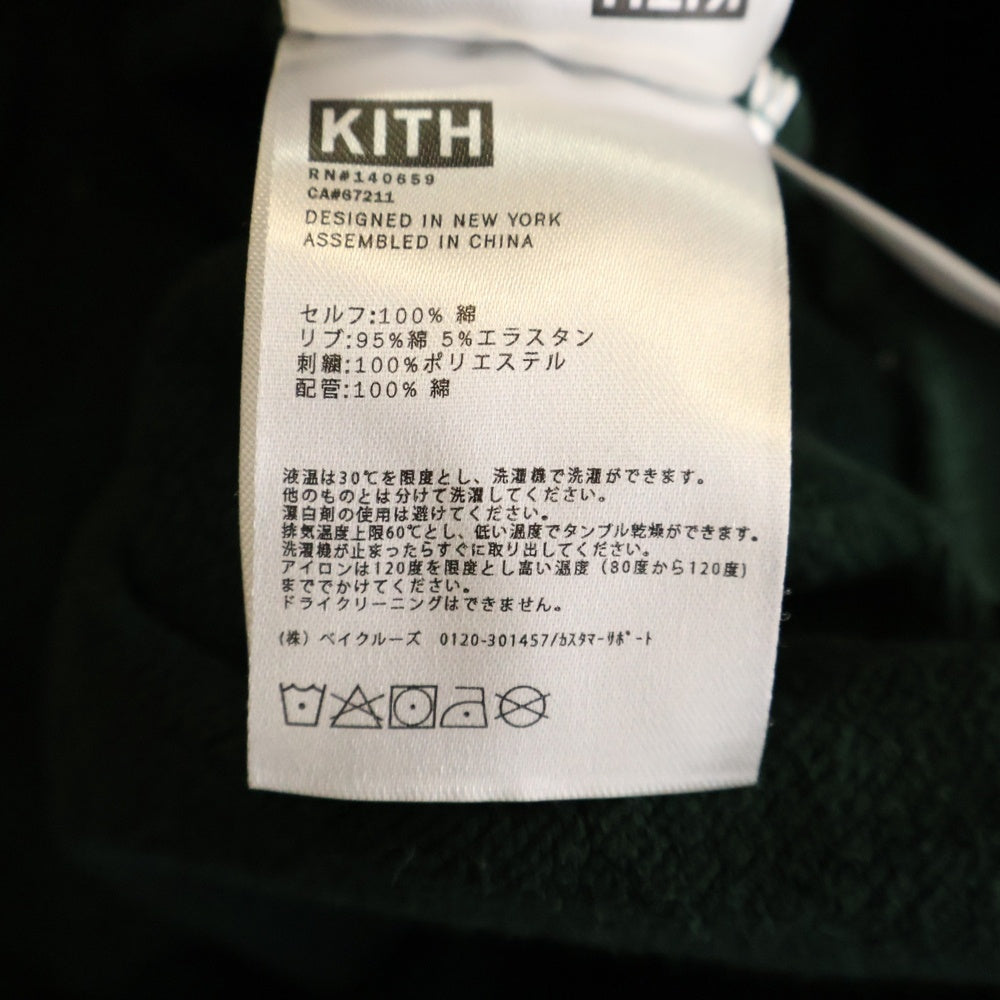 KITH
RN#140659
CA#67211
DESIGNED IN NEW YORK
ASSEMBLED IN CHINA
セルフ:100% 綿
リブ:95%綿 5%エラスタン
刺繍:100%ポリエステル
配管:100% 綿
液温は30℃を限度とし、洗濯機で洗濯ができます。
他のものとは分けて洗濯してください。
漂白剤の使用は避けてください。
排気温度上限60℃とし、低い温度でタンブル乾燥ができます。
洗濯機が止まったらすぐに取り出してください。
アイロンは120度を限度とし高い温度（80度から120度）
まででかけてください。
ドライクリーニングはできません。
(株) ベイクルーズ 0120-301457/ｶｽﾀﾏｰｻﾎﾟｰﾄ